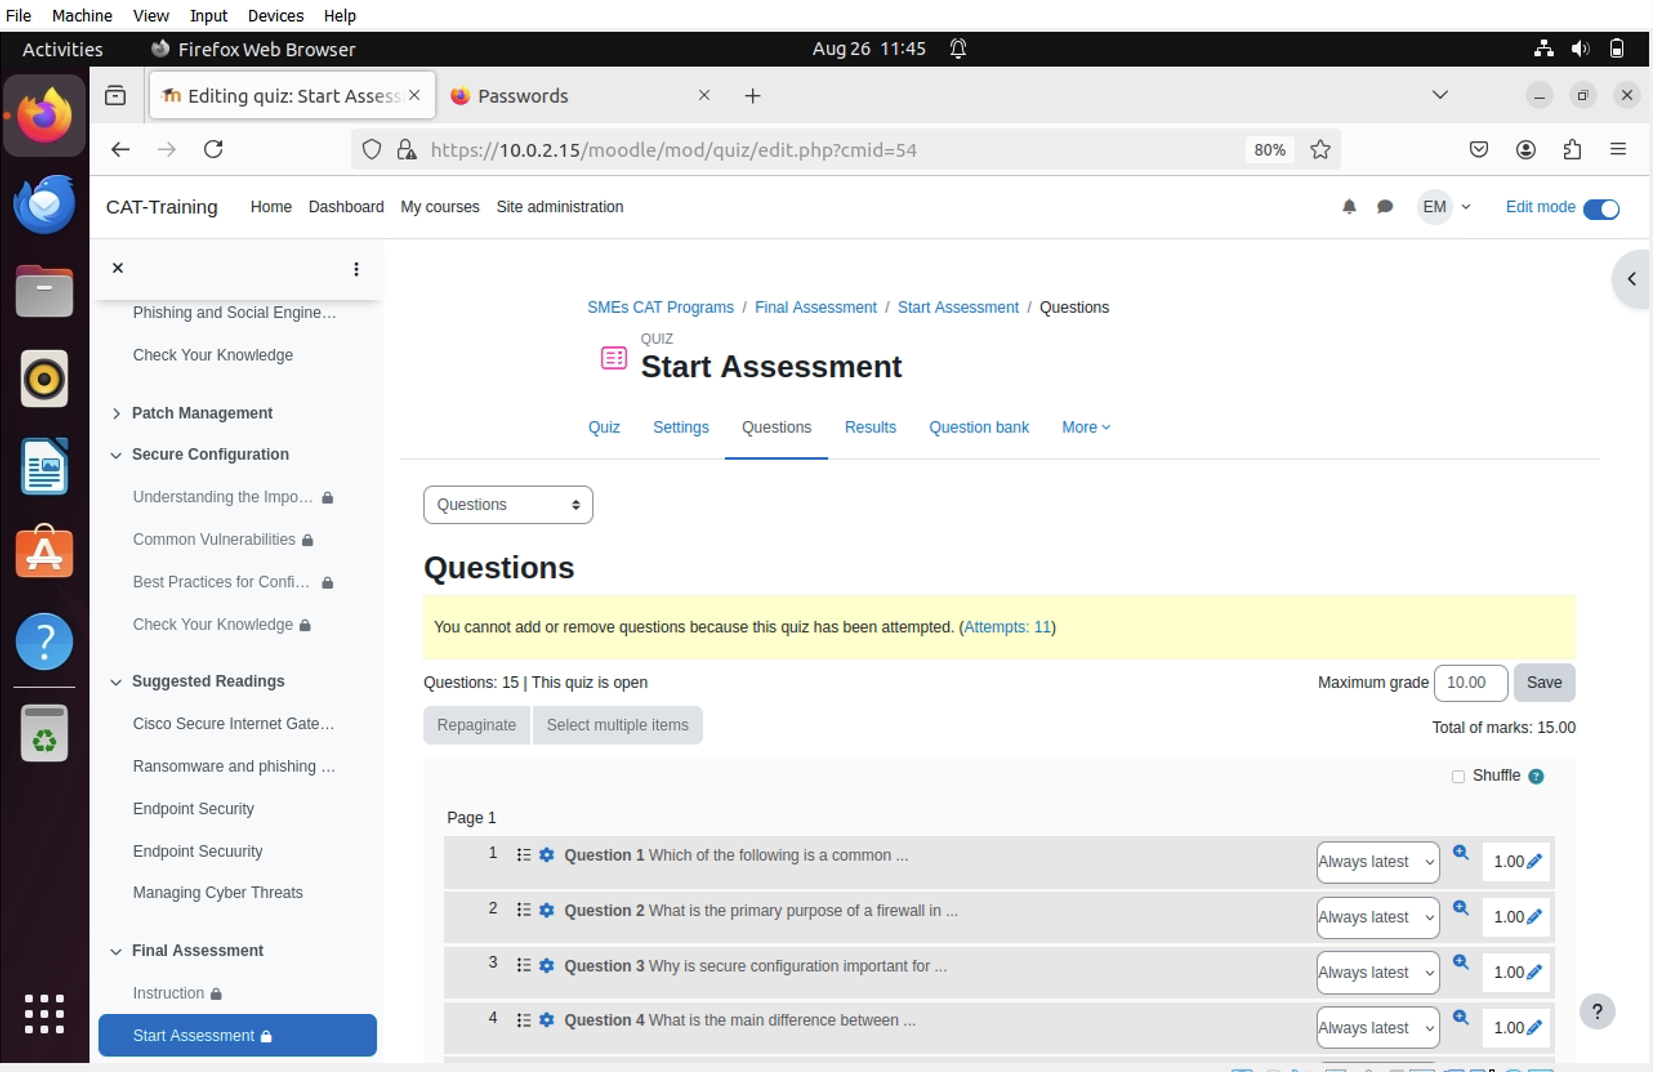 File Machine View Input Devices Help
Activities Firefox Web Browser Aug 26 11:45
Editing quiz: Start Assess Passwords
https://10.0.2.15/moodle/mod/quiz/edit.php?cmid=54 80%
CAT-Training Home Dashboard My courses Site administration EM Edit mode
Phishing and Social Engine...
Check Your Knowledge
Patch Management
Secure Configuration
Understanding the Impo...
Common Vulnerabilities
Best Practices for Confi...
Check Your Knowledge
Suggested Readings
Cisco Secure Internet Gate...
Ransomware and phishing ...
Endpoint Security
Endpoint Secuurity
Managing Cyber Threats
Final Assessment
Instruction
Start Assessment
SMEs CAT Programs / Final Assessment / Start Assessment / Questions
QUIZ
Start Assessment
Quiz Settings Questions Results Question bank More
Questions
Questions
You cannot add or remove questions because this quiz has been attempted. (Attempts: 11)
Questions: 15 | This quiz is open Maximum grade 10.00 Save
Repaginate Select multiple items Total of marks: 15.00
Shuffle ?
Page 1
1 Question 1 Which of the following is a common ... Always latest 1.00
2 Question 2 What is the primary purpose of a firewall in ... Always latest 1.00
3 Question 3 Why is secure configuration important for ... Always latest 1.00
4 Question 4 What is the main difference between ... Always latest 1.00
?